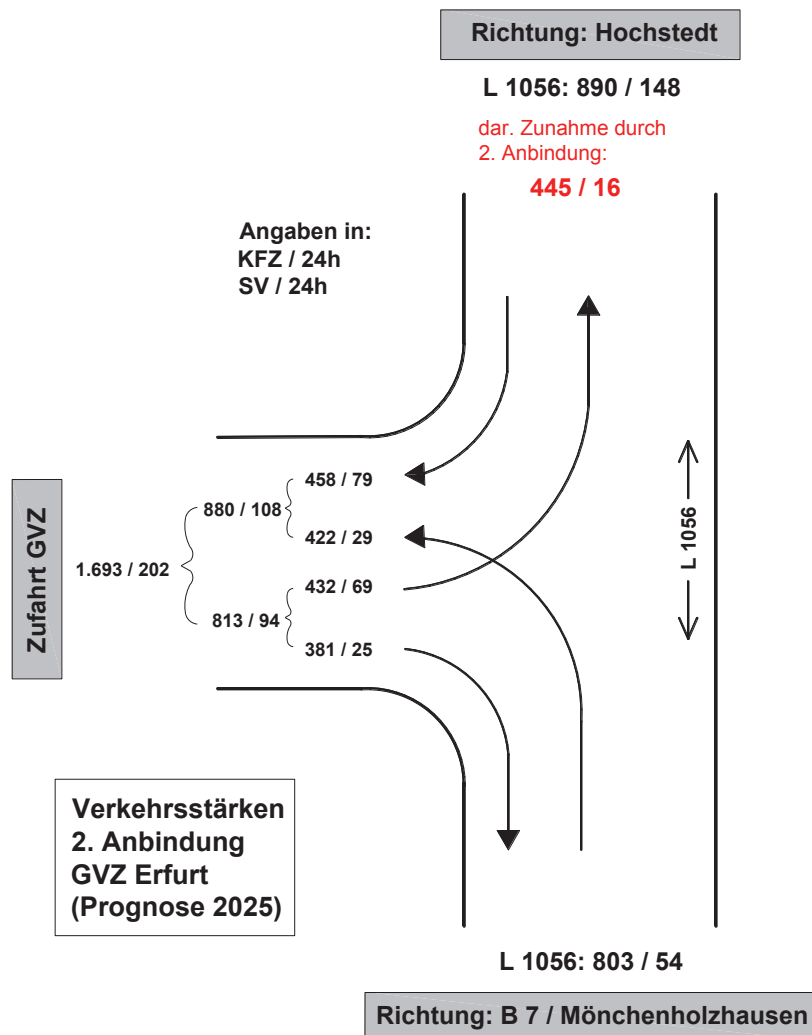 Richtung: Hochstedt
L 1056: 890 / 148
dar. Zunahme durch
2. Anbindung:
445 / 16
Angaben in:
KFZ / 24h
SV / 24h
Zufahrt GVZ
1.693 / 202
880 / 108
813 / 94
458 / 79
422 / 29
432 / 69
381 / 25
L 1056
Verkehrsstärken
2. Anbindung
GVZ Erfurt
(Prognose 2025)
L 1056: 803 / 54
Richtung: B 7 / Mönchenholzhausen